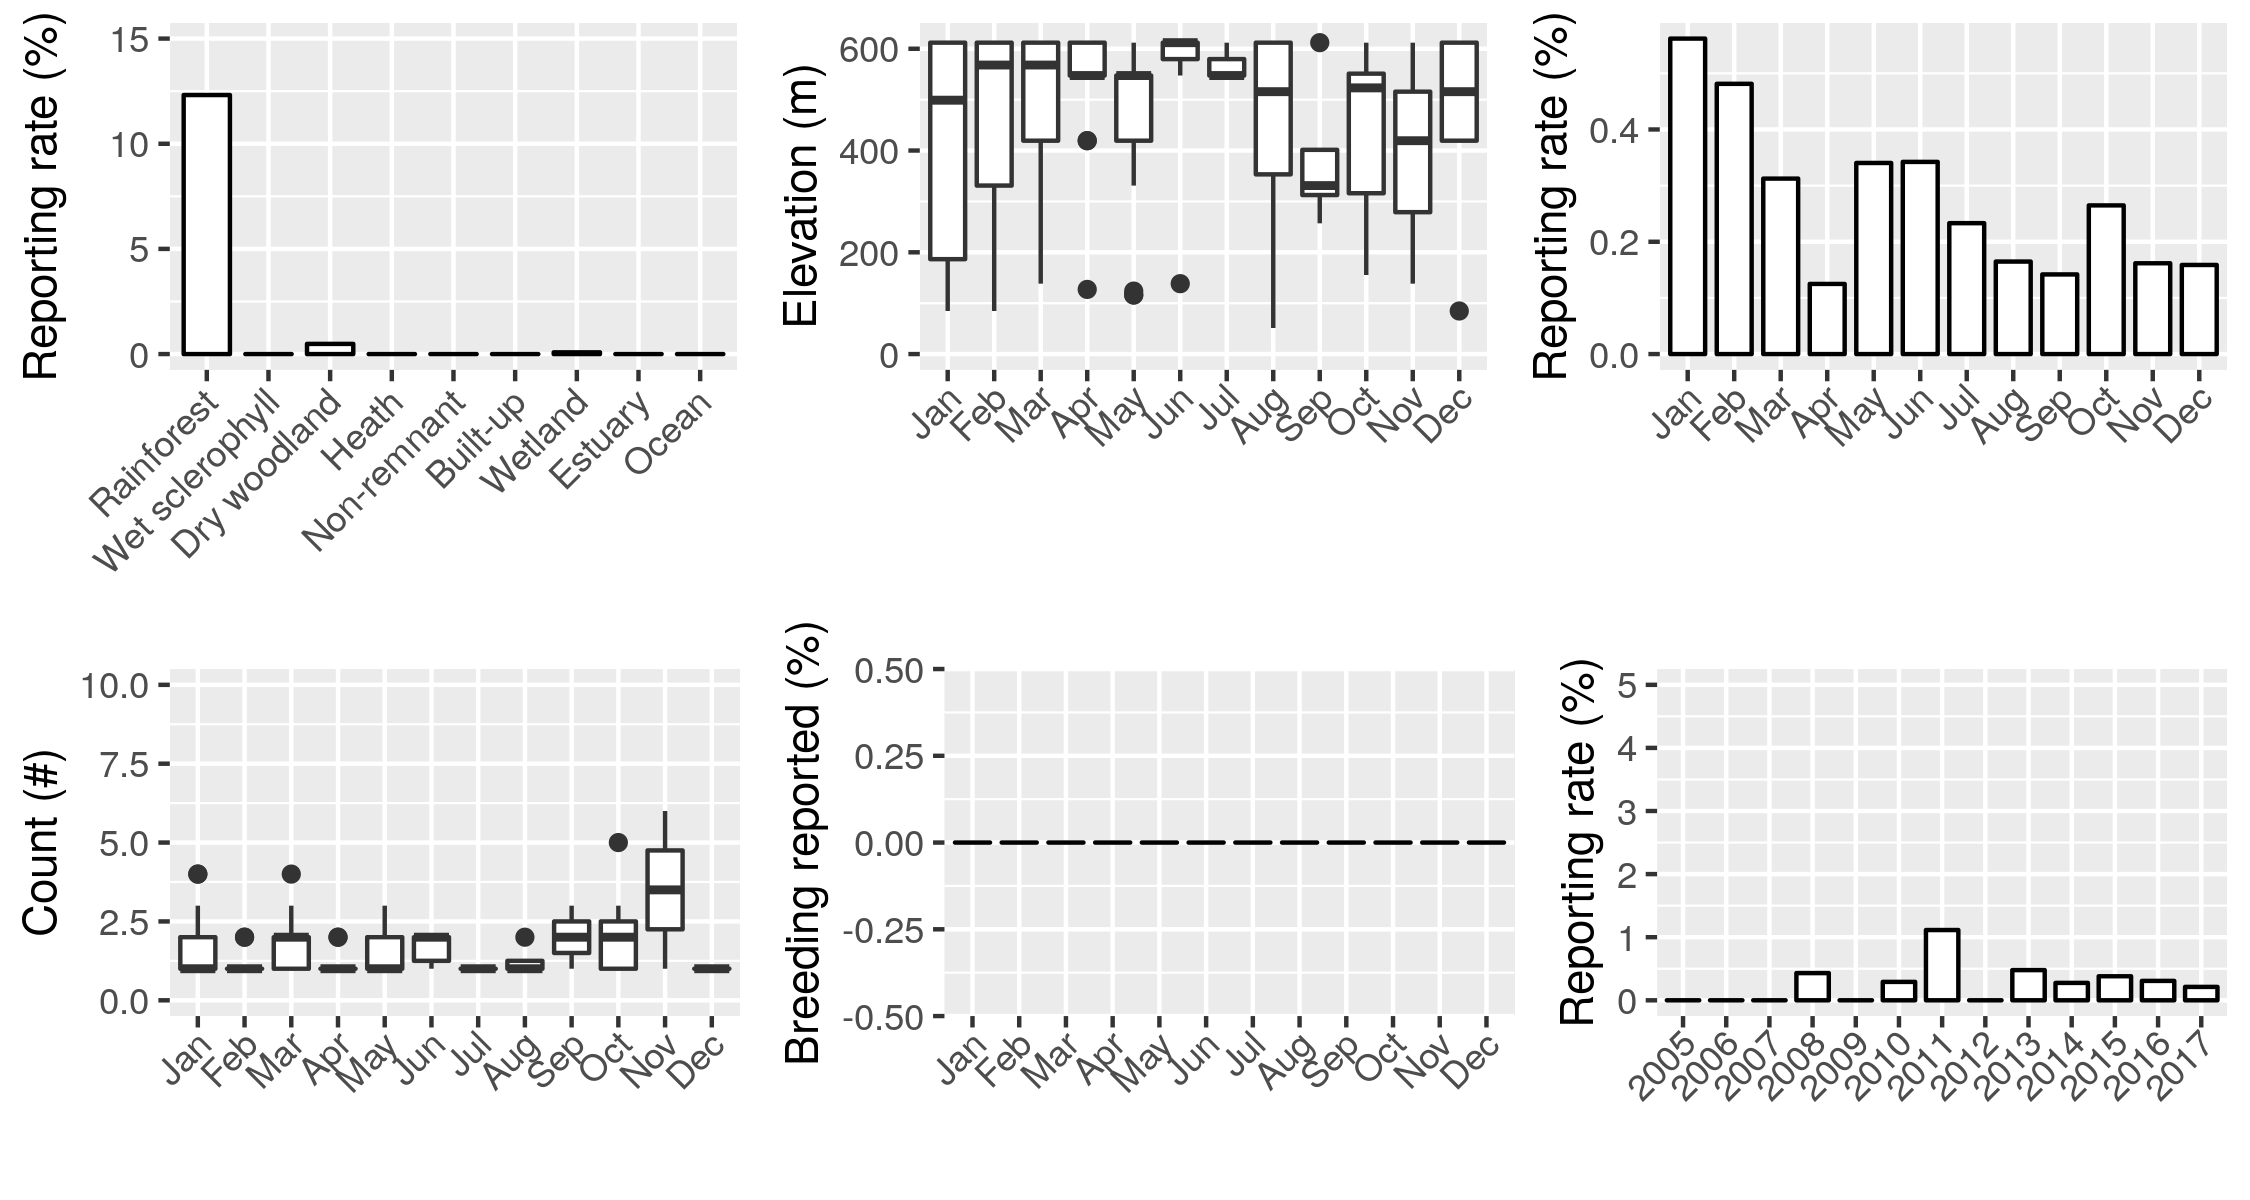 Reporting rate (%)
15
10
5
0
Rainforest
Wet sclerophyll
Dry woodland
Heath
Non-remnant
Built-up
Wetland
Estuary
Ocean
Elevation (m)
600
400
200
0
Jan
Feb
Mar
Apr
May
Jun
Jul
Aug
Sep
Oct
Nov
Dec
Reporting rate (%)
0.4
0.2
0.0
Jan
Feb
Mar
Apr
May
Jun
Jul
Aug
Sep
Oct
Nov
Dec
Count (#)
10.0
7.5
5.0
2.5
0.0
Jan
Feb
Mar
Apr
May
Jun
Jul
Aug
Sep
Oct
Nov
Dec
Breeding reported (%)
0.50
0.25
0.00
-0.25
-0.50
Jan
Feb
Mar
Apr
May
Jun
Jul
Aug
Sep
Oct
Nov
Dec
Reporting rate (%)
5
4
3
2
1
0
2005
2006
2007
2008
2009
2010
2011
2012
2013
2014
2015
2016
2017